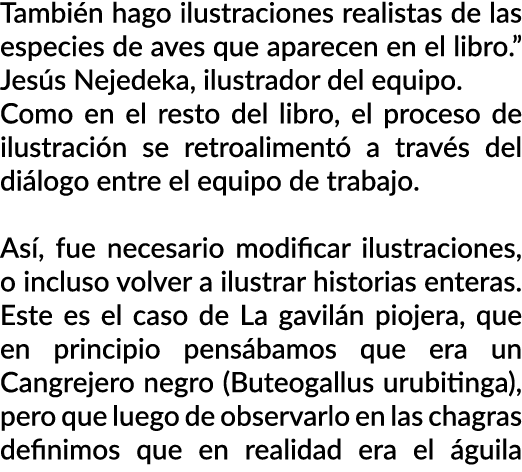 También hago ilustraciones realistas de las
especies de aves que aparecen en el libro.”
Jesús Nejedeka, ilustrador del equipo.
Como en el resto del libro, el proceso de
ilustración se retroalimentó a través del
diálogo entre el equipo de trabajo.

Así, fue necesario modificar ilustraciones,
o incluso volver a ilustrar historias enteras.
Este es el caso de La gavilán piojera, que
en principio pensábamos que era un
Cangrejero negro (Buteogallus urubitinga),
pero que luego de observarlo en las chagras
definimos que en realidad era el águila